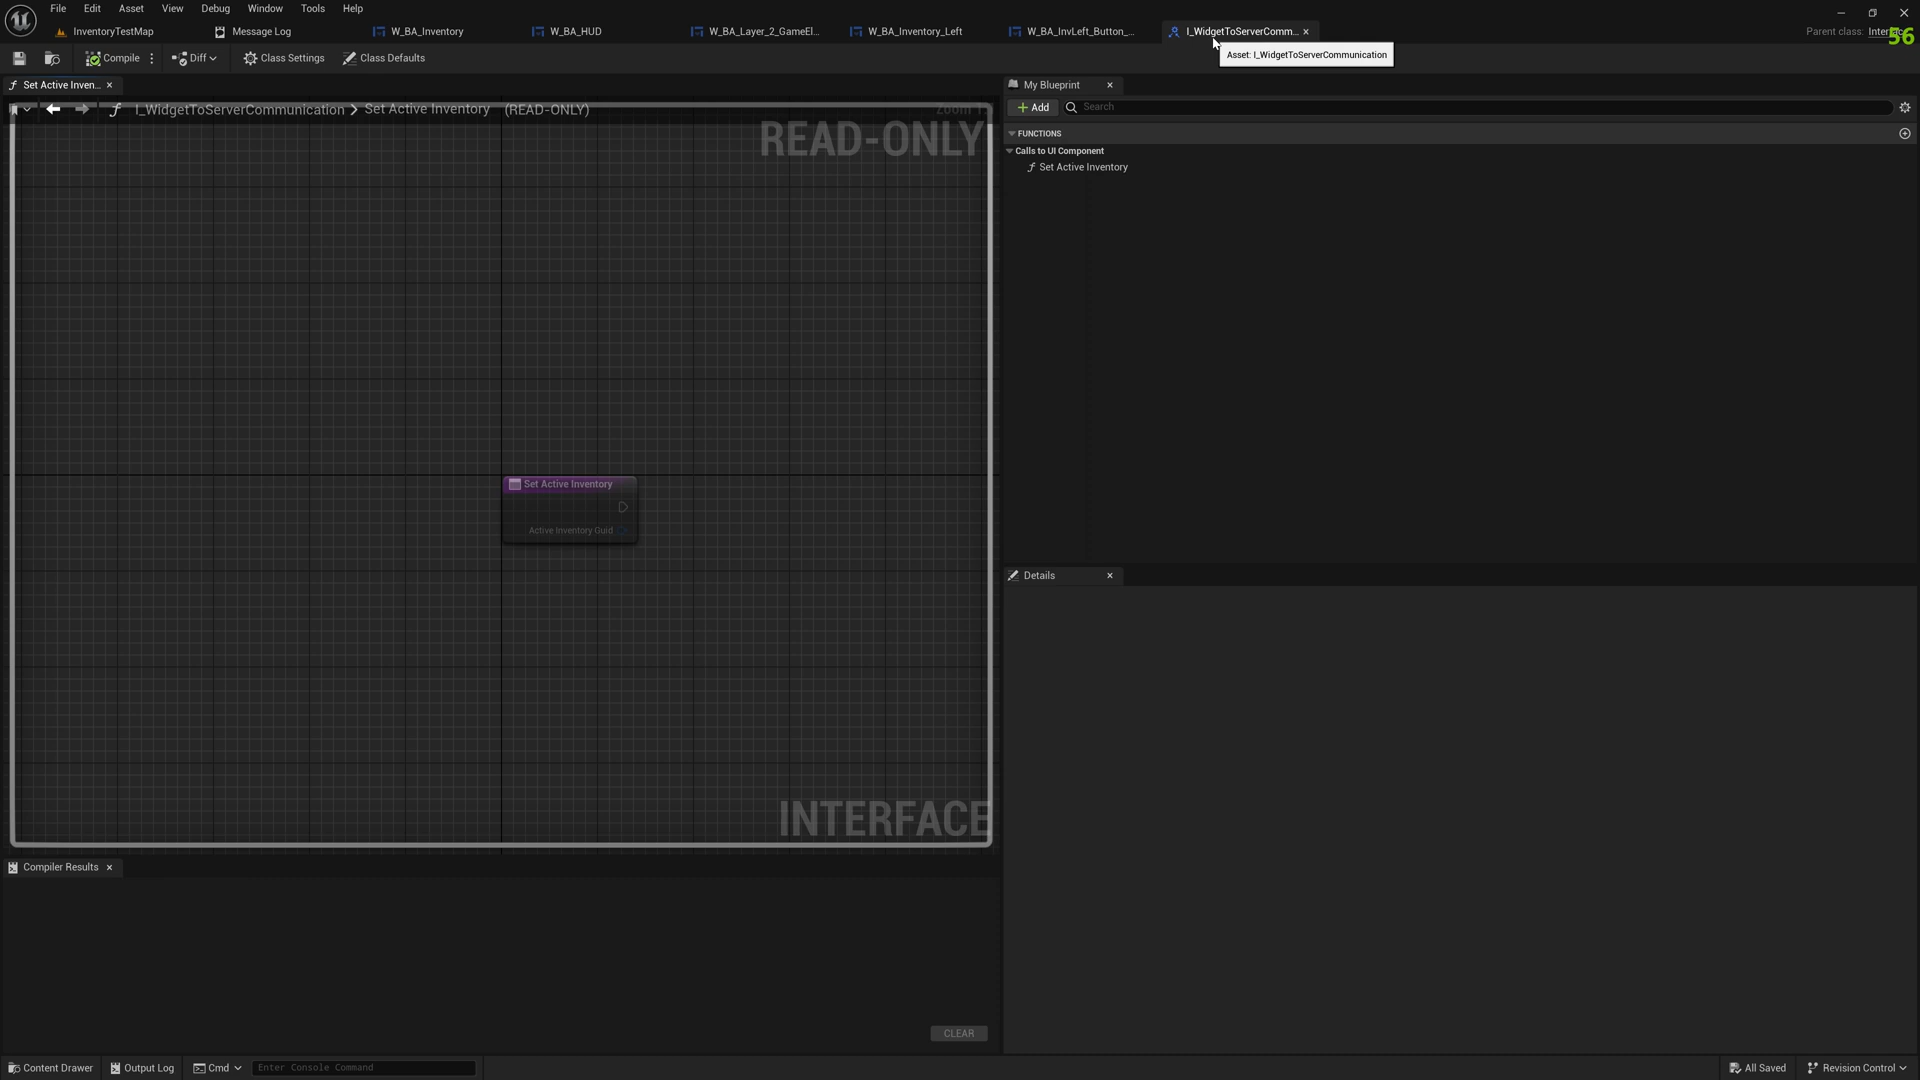 File Edit Asset View Debug Window Tools Help
InventoryTestMap Message Log W_BA_Inventory W_BA_HUD W_BA_Layer_2_GameEl... W_BA_Inventory_Left W_BA_InvLeft_Button_... I_WidgetToServerComm... Parent class:
56
Asset: I_WidgetToServerCommunication
Compile Diff Class Settings Class Defaults
Set Active Inven...
I_WidgetToServerCommunication > Set Active Inventory (READ-ONLY)
READ-ONLY
Set Active Inventory
Active Inventory Guid
INTERFACE
Compiler Results
CLEAR
My Blueprint
Add Search
FUNCTIONS
Calls to UI Component
Set Active Inventory
Details
Content Drawer Output Log Cmd Enter Console Command All Saved Revision Control